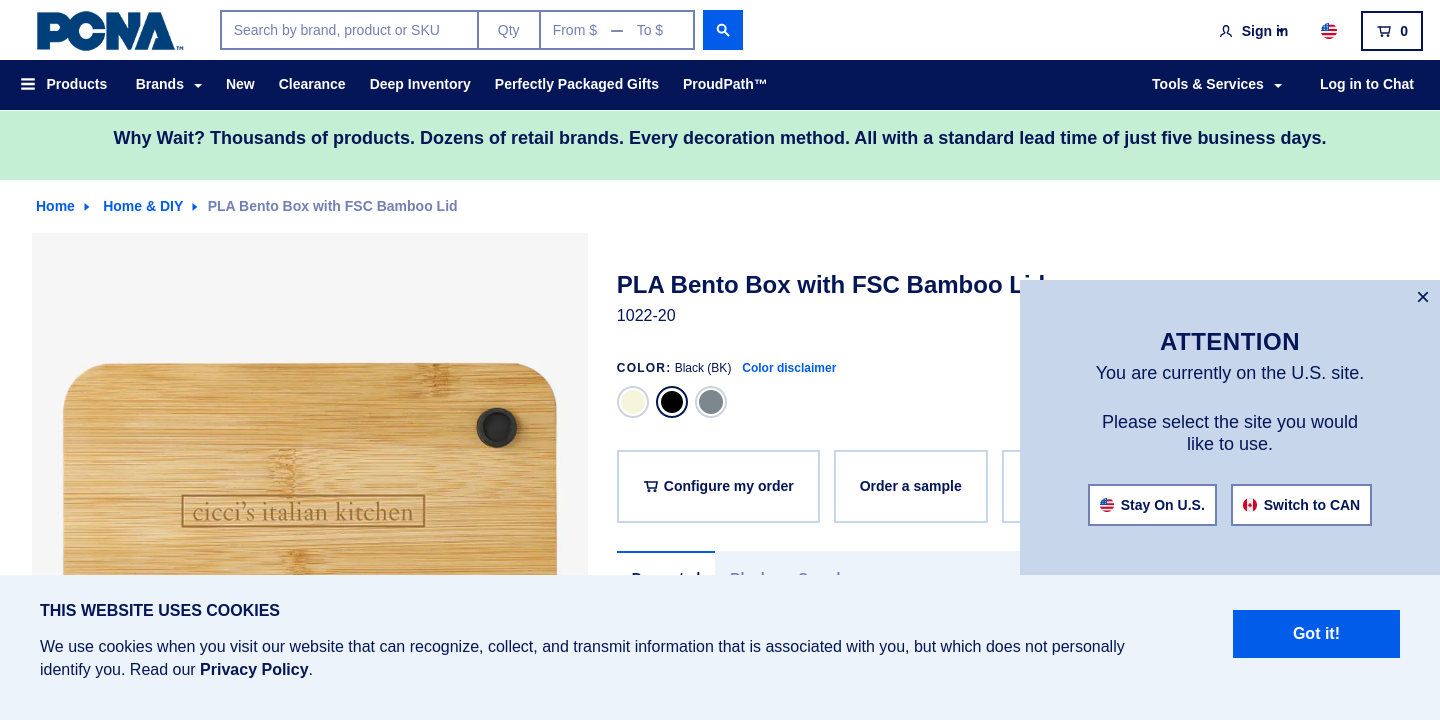 PCNA™
Search by brand, product or SKU
Qty
From $ — To $
Sign in
0
Products
Brands
New
Clearance
Deep Inventory
Perfectly Packaged Gifts
ProudPath™
Tools & Services
Log in to Chat
Why Wait? Thousands of products. Dozens of retail brands. Every decoration method. All with a standard lead time of just five business days.
Home
Home & DIY
PLA Bento Box with FSC Bamboo Lid
cicci's italian kitchen
PLA Bento Box with FSC Bamboo Lid
1022-20
COLOR: Black (BK) Color disclaimer
Configure my order
Order a sample
ATTENTION
You are currently on the U.S. site.
Please select the site you would
like to use.
Stay On U.S.
Switch to CAN
THIS WEBSITE USES COOKIES
We use cookies when you visit our website that can recognize, collect, and transmit information that is associated with you, but which does not personally
identify you. Read our Privacy Policy.
Got it!